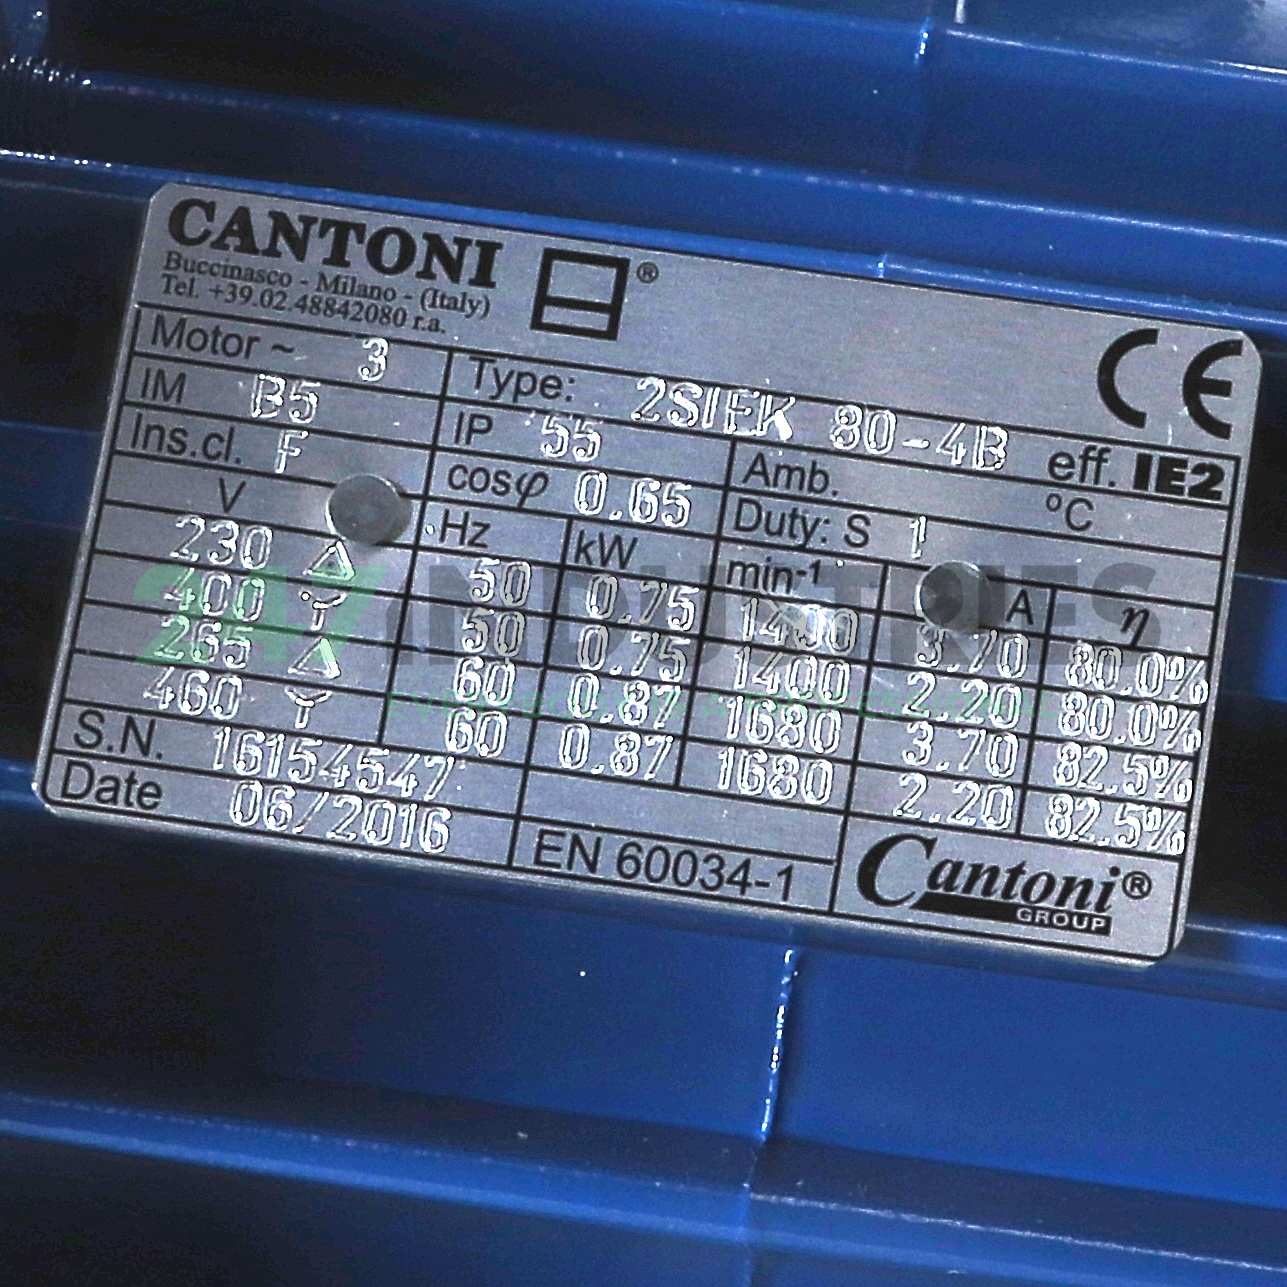 CANTONI ®
Buccinasco - Milano - (Italy)
Tel. +39.02.48842080 r.a.
CE
Motor ~ 3 Type: 2SIEK 80-4B eff. IE2
IM B5 IP 55 Amb. °C
Ins.cl. F cosφ 0.65 Duty: S 1
V Hz kW min-1 A η
230 Δ 50 0.75 1400 3.70 80.0%
400 Y 50 0.75 1400 2.20 80.0%
265 Δ 60 0.87 1680 3.70 82.5%
460 Y 60 0.87 1680 2.20 82.5%
S.N. 16154547
Date 06/2016 EN 60034-1
Cantoni®
GROUP
247 INDUSTRIES